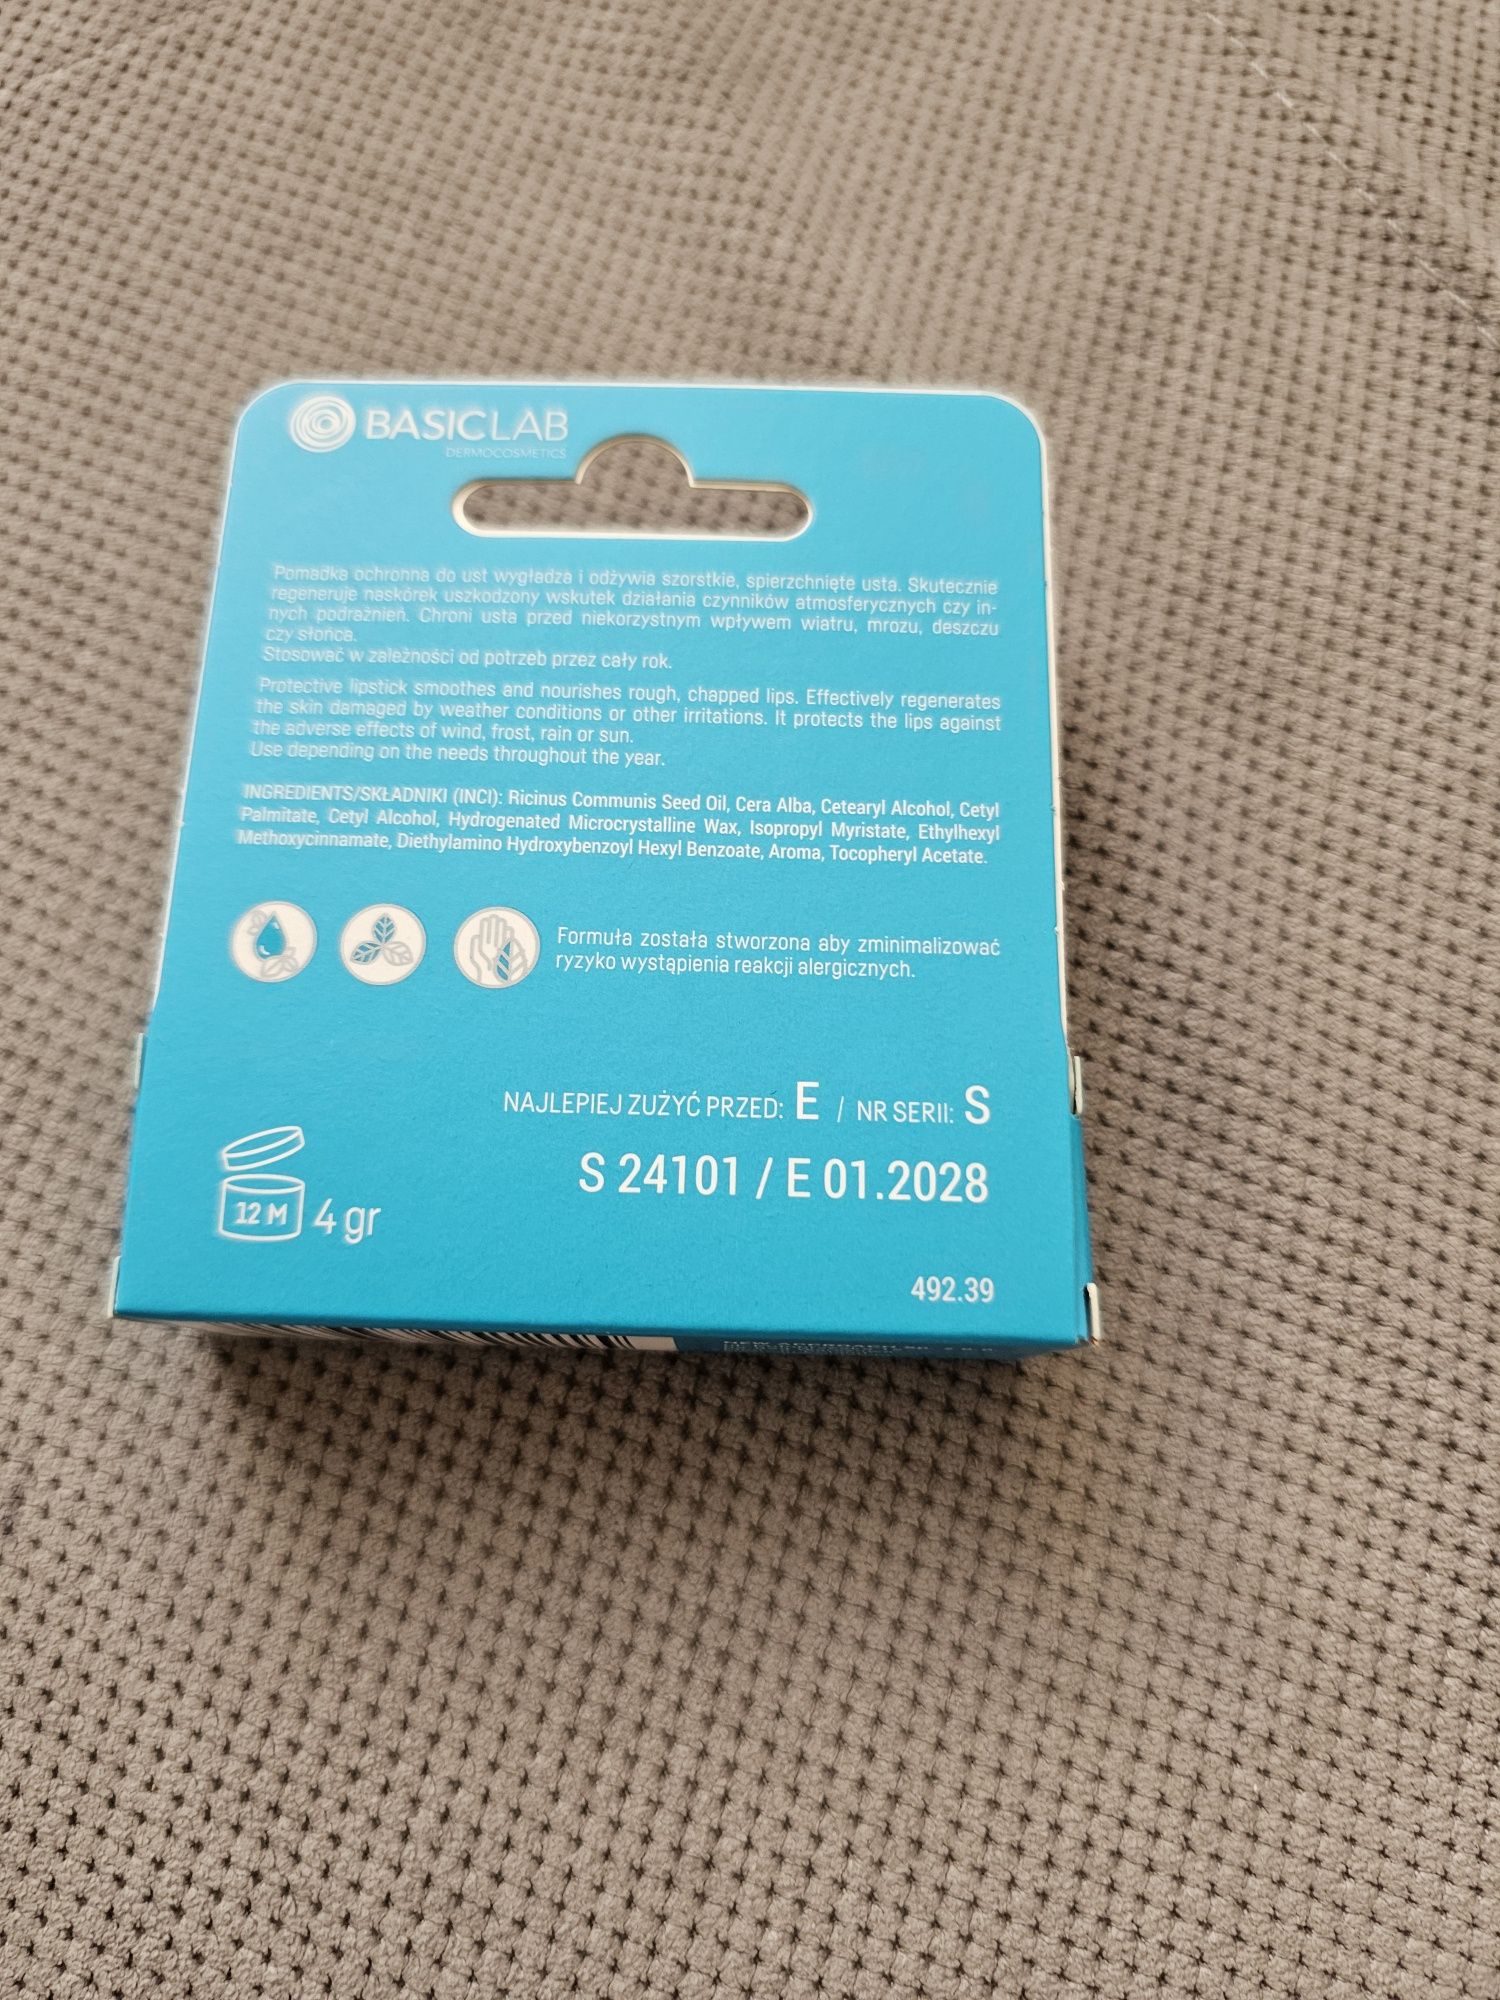 BASICLAB
DERMOCOSMETICS
Pomadka ochronna do ust wygładza i odżywia szorstkie, spierzchnięte usta. Skutecznie
regeneruje naskórek uszkodzony wskutek działania czynników atmosferycznych czy in-
nych podrażnień. Chroni usta przed niekorzystnym wpływem wiatru, mrozu, deszczu
czy słońca.
Stosować w zależności od potrzeb przez cały rok.
Protective lipstick smoothes and nourishes rough, chapped lips. Effectively regenerates
the skin damaged by weather conditions or other irritations. It protects the lips against
the adverse effects of wind, frost, rain or sun.
Use depending on the needs throughout the year.
INGREDIENTS/SKŁADNIKI (INCI): Ricinus Communis Seed Oil, Cera Alba, Cetearyl Alcohol, Cetyl
Palmitate, Cetyl Alcohol, Hydrogenated Microcrystalline Wax, Isopropyl Myristate, Ethylhexyl
Methoxycinnamate, Diethylamino Hydroxybenzoyl Hexyl Benzoate, Aroma, Tocopheryl Acetate.
Formuła została stworzona aby zminimalizować
ryzyko wystąpienia reakcji alergicznych.
NAJLEPIEJ ZUŻYĆ PRZED: E / NR SERII: S
S 24101 / E 01.2028
12 M 4 gr
492.39